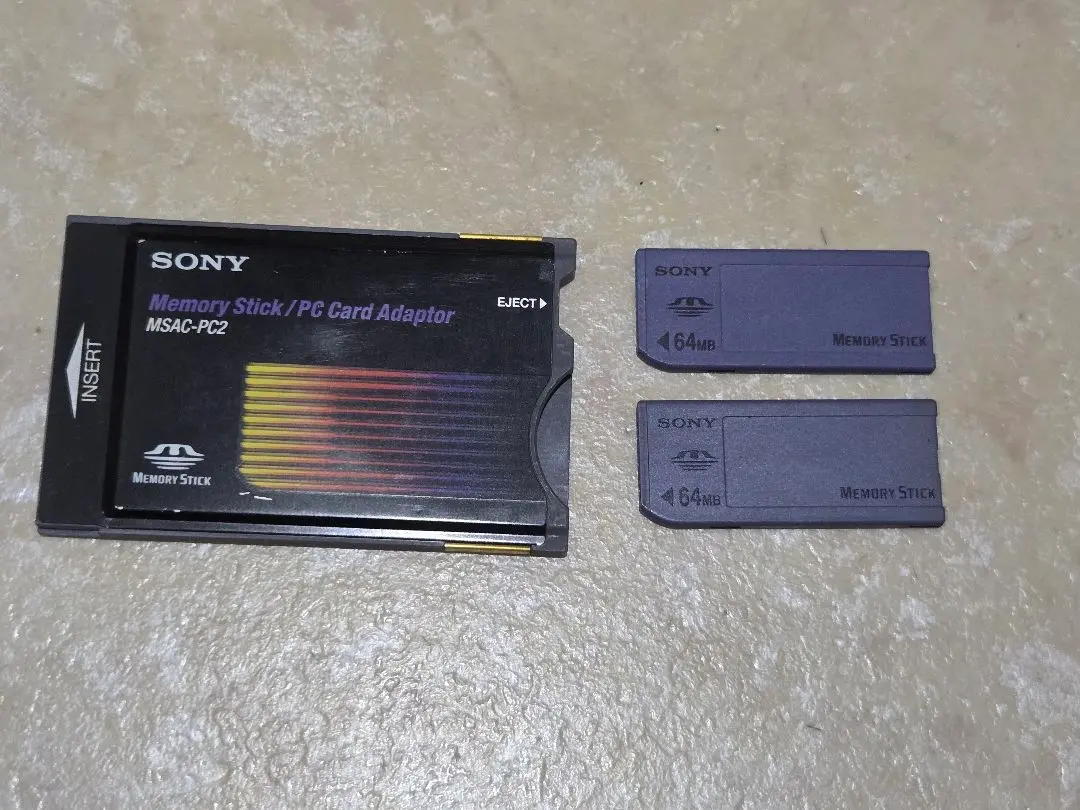 SONY
Memory Stick / PC Card Adaptor
MSAC-PC2
EJECT
INSERT
MEMORY STICK
SONY
64MB
MEMORY STICK
SONY
64MB
MEMORY STICK